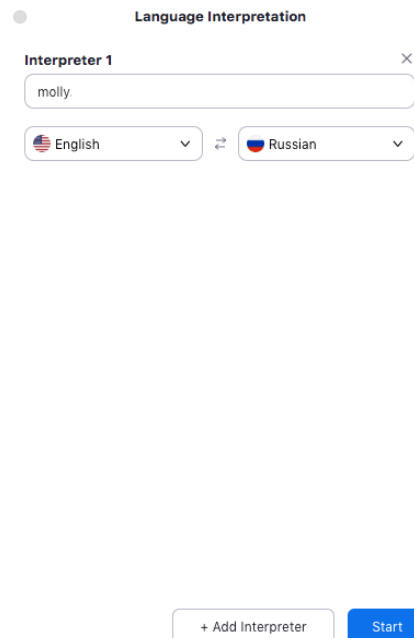 Language Interpretation
Interpreter 1
molly.
English
Russian
+ Add Interpreter
Start